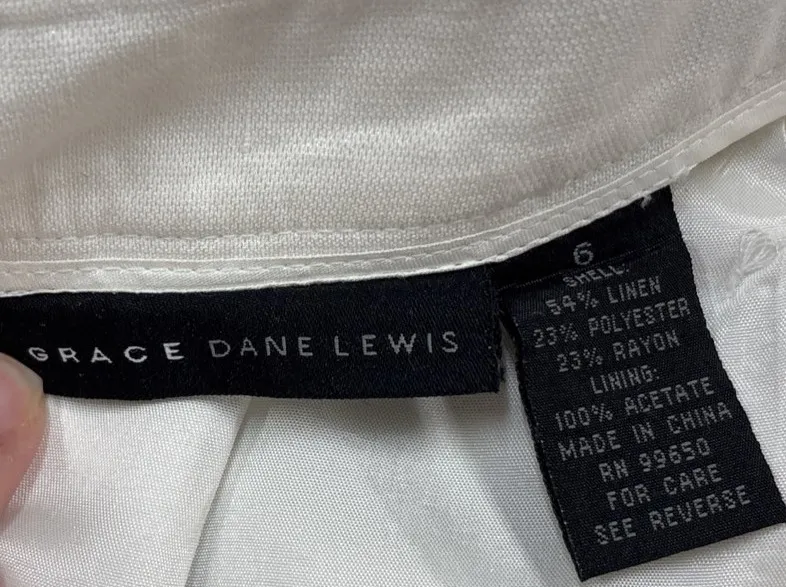 GRACE DANE LEWIS
6
SHELL:
54% LINEN
23% POLYESTER
23% RAYON
LINING:
100% ACETATE
MADE IN CHINA
RN 99650
FOR CARE
SEE REVERSE